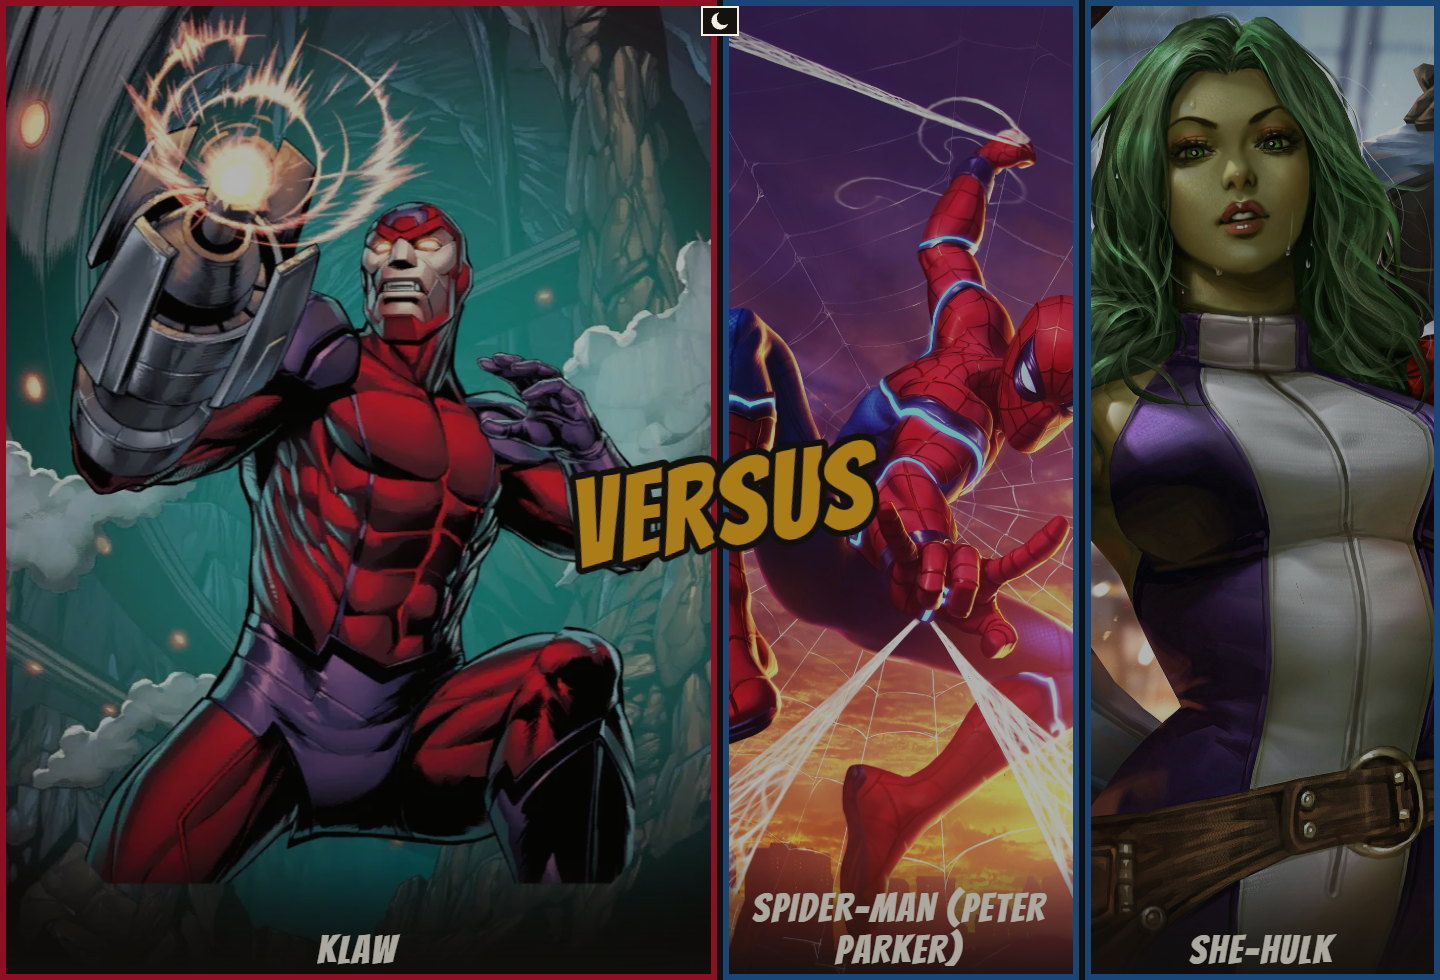 VERSUS
KLAW
SPIDER-MAN (PETER
PARKER)
SHE-HULK